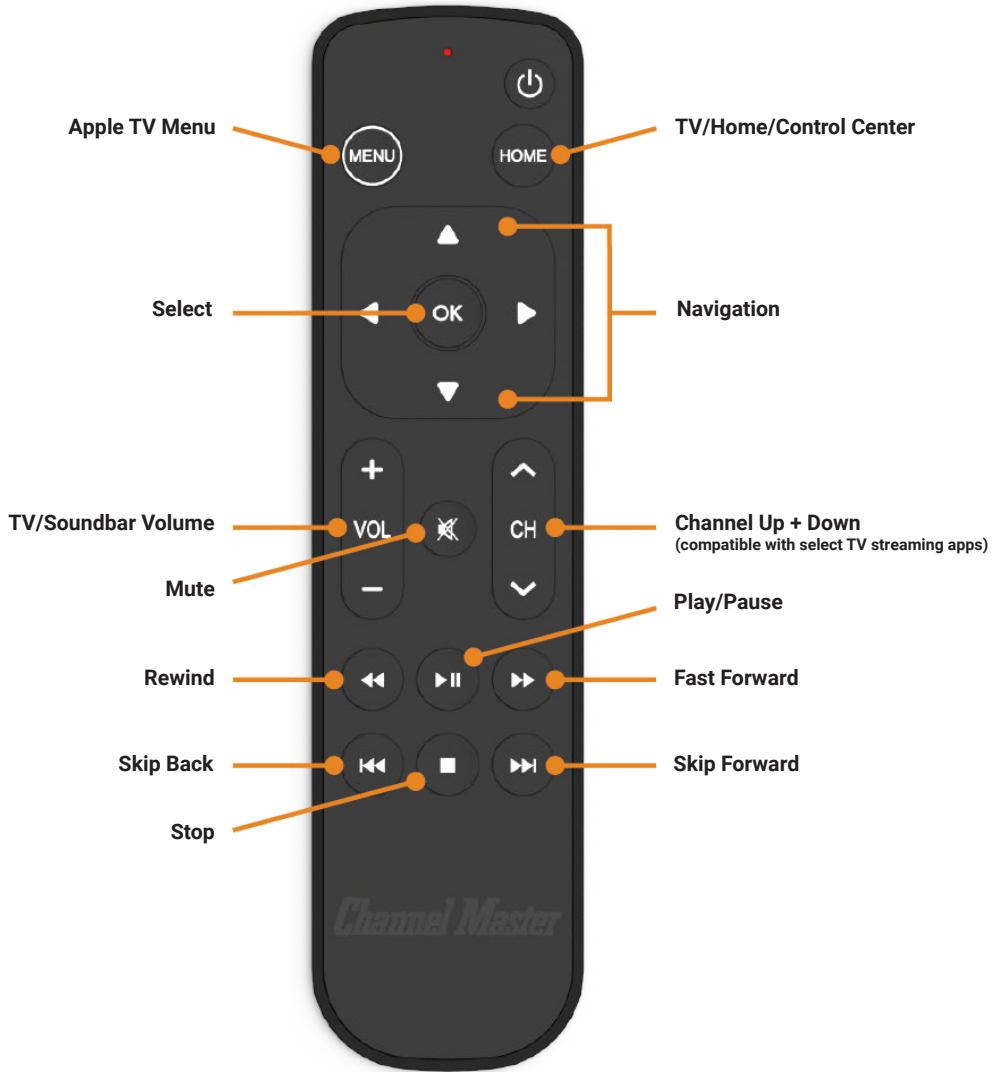 Apple TV Menu
TV/Home/Control Center
MENU
HOME
Select
OK
Navigation
TV/Soundbar Volume
VOL
CH
Channel Up + Down
(compatible with select TV streaming apps)
Mute
Play/Pause
Rewind
Fast Forward
Skip Back
Skip Forward
Stop
Channel Master